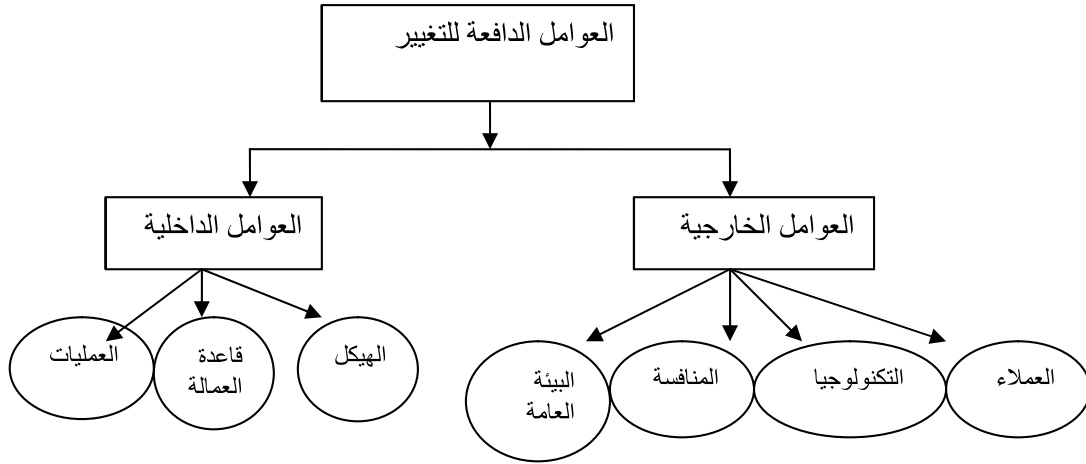 العوامل الدافعة للتغيير
العوامل الخارجية
العوامل الداخلية
العملاء
التكنولوجيا
المنافسة
البيئة
العامة
الهيكل
قاعدة
العمالة
العمليات